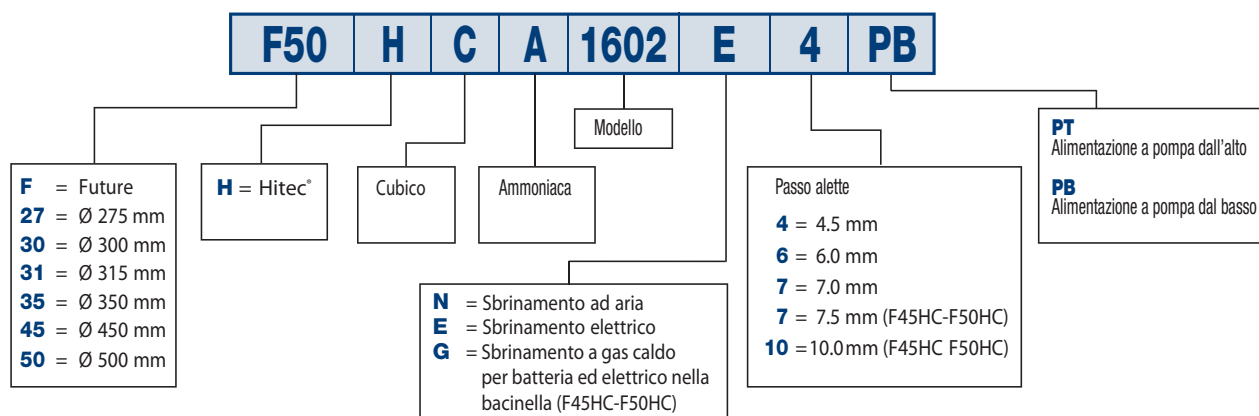 F50 H C A 1602 E 4 PB
F = Future
27 = Ø 275 mm
30 = Ø 300 mm
31 = Ø 315 mm
35 = Ø 350 mm
45 = Ø 450 mm
50 = Ø 500 mm
H = Hitec®
Cubico
Ammoniaca
Modello
N = Sbrinamento ad aria
E = Sbrinamento elettrico
G = Sbrinamento a gas caldo
per batteria ed elettrico nella
bacinella (F45HC-F50HC)
Passo alette
4 = 4.5 mm
6 = 6.0 mm
7 = 7.0 mm
7 = 7.5 mm (F45HC-F50HC)
10 = 10.0 mm (F45HC F50HC)
PT
Alimentazione a pompa dall'alto
PB
Alimentazione a pompa dal basso